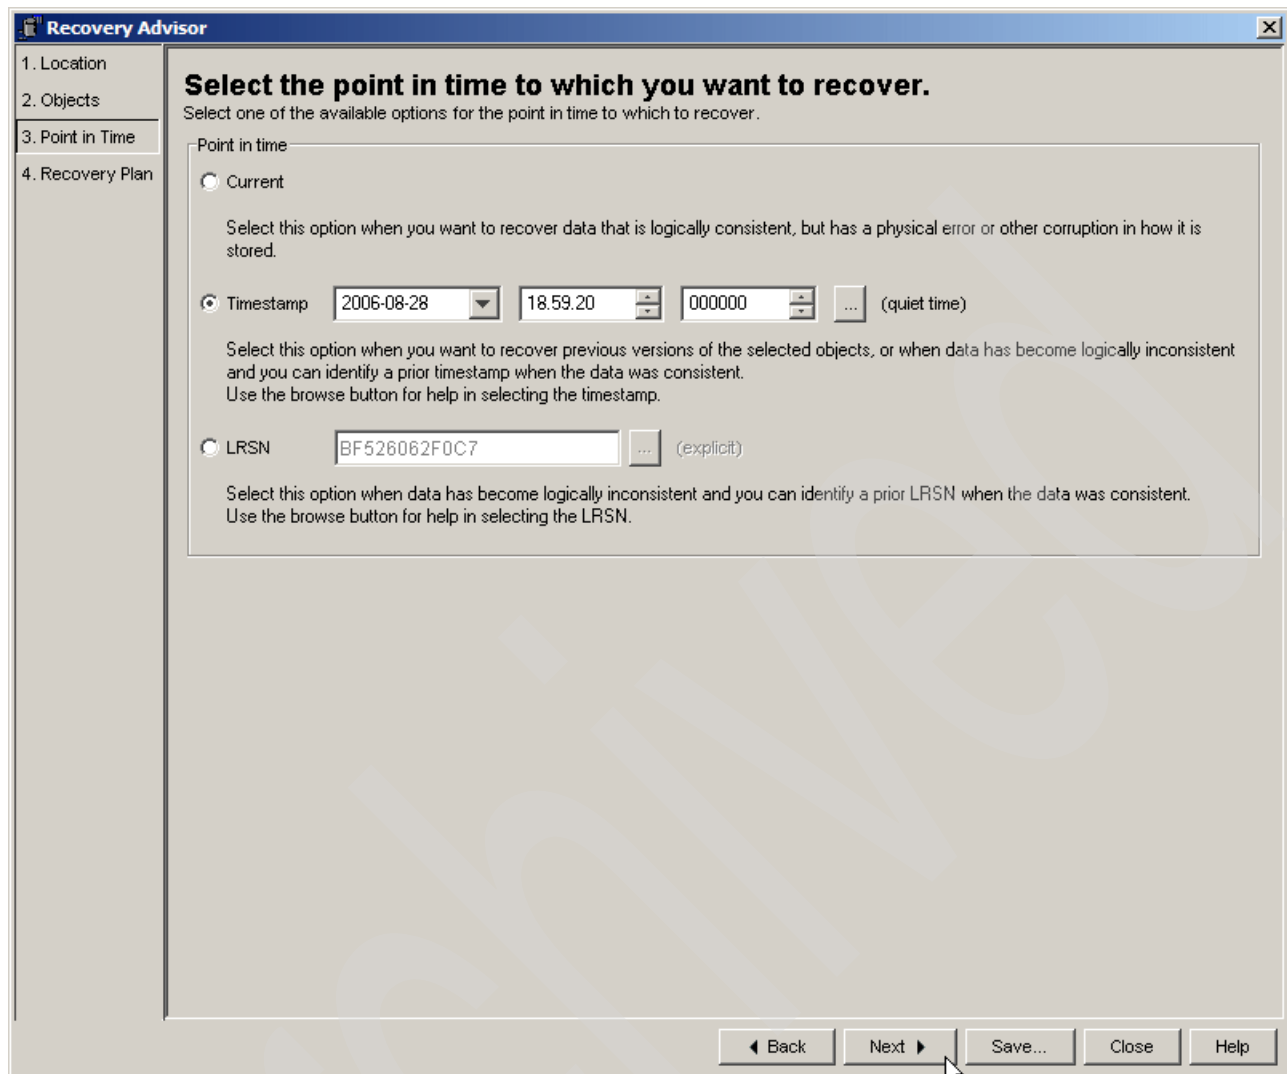 Recovery Advisor
1. Location
2. Objects
3. Point in Time
4. Recovery Plan
Select the point in time to which you want to recover.
Select one of the available options for the point in time to which to recover.
Point in time
Current
Select this option when you want to recover data that is logically consistent, but has a physical error or other corruption in how it is
stored.
Timestamp 2006-08-28 18.59.20 000000 ... (quiet time)
Select this option when you want to recover previous versions of the selected objects, or when data has become logically inconsistent
and you can identify a prior timestamp when the data was consistent.
Use the browse button for help in selecting the timestamp.
LRSN BF526062F0C7 ... (explicit)
Select this option when data has become logically inconsistent and you can identify a prior LRSN when the data was consistent.
Use the browse button for help in selecting the LRSN.
Back Next Save... Close Help